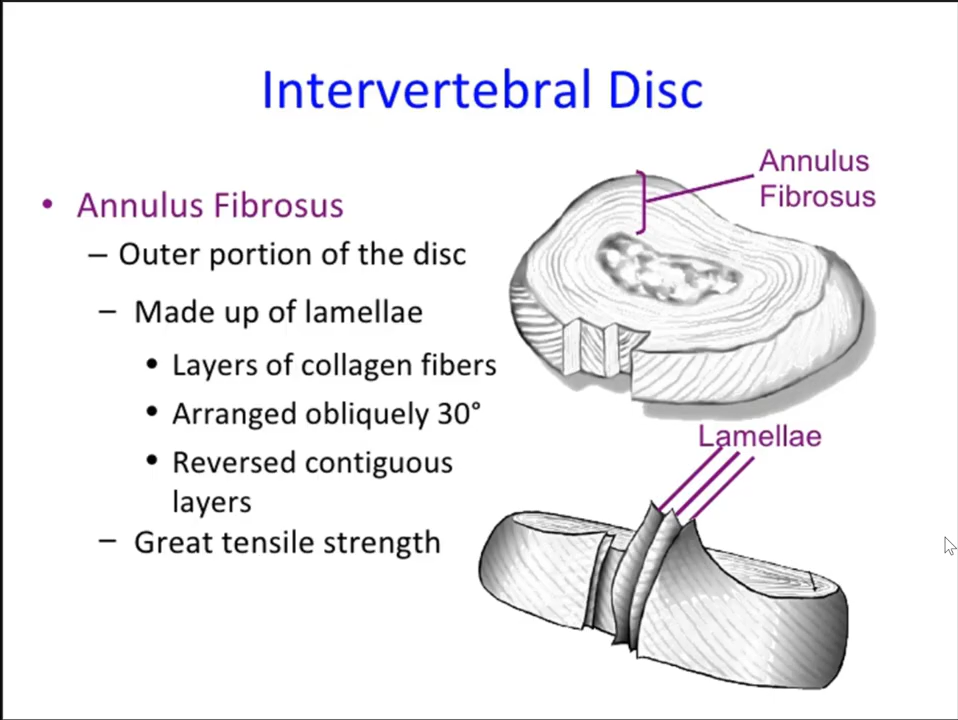 Intervertebral Disc
• Annulus Fibrosus
– Outer portion of the disc
– Made up of lamellae
• Layers of collagen fibers
• Arranged obliquely 30°
• Reversed contiguous
layers
– Great tensile strength
Annulus
Fibrosus
Lamellae